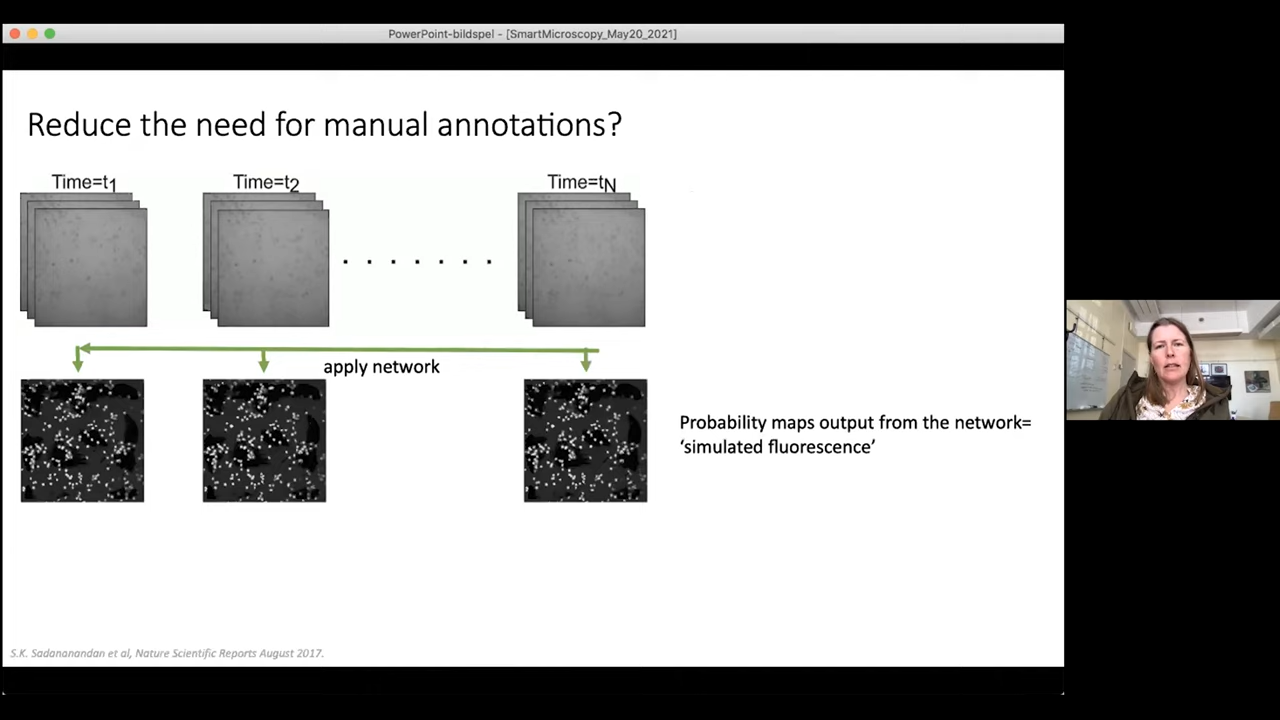 PowerPoint-bildspel - [SmartMicroscopy_May20_2021]
Reduce the need for manual annotations?
Time=t1 Time=t2 Time=tN
. . . . . . .
apply network
Probability maps output from the network=
‘simulated fluorescence’
S.K. Sadananandan et al, Nature Scientific Reports August 2017.